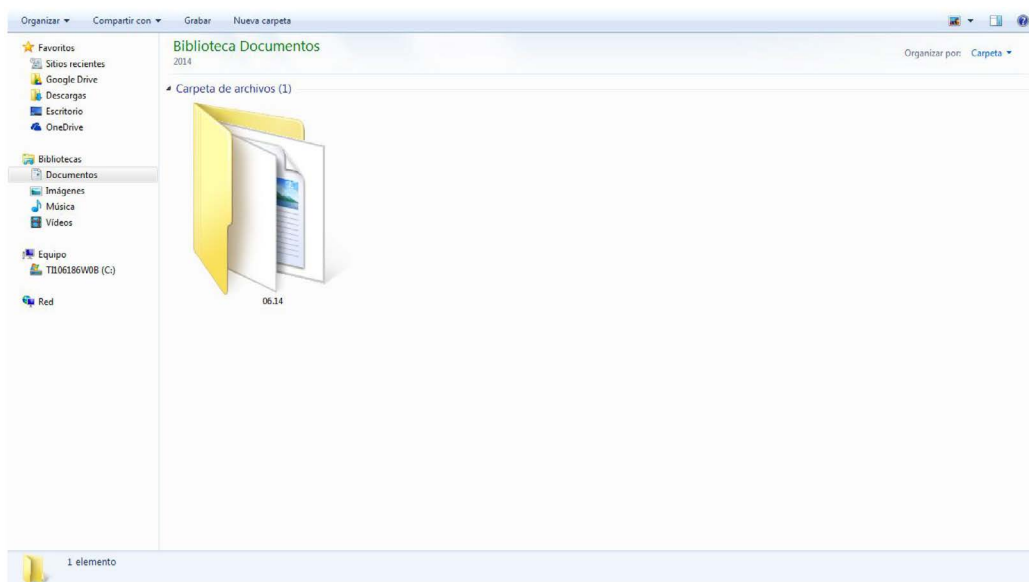 Organizar Compartir con Grabar Nueva carpeta
Favoritos
Sitios recientes
Google Drive
Descargas
Escritorio
OneDrive
Bibliotecas
Documentos
Imágenes
Música
Vídeos
Equipo
TI106186W0B (C:)
Red
Biblioteca Documentos
2014
Organizar por: Carpeta
Carpeta de archivos (1)
06.14
1 elemento